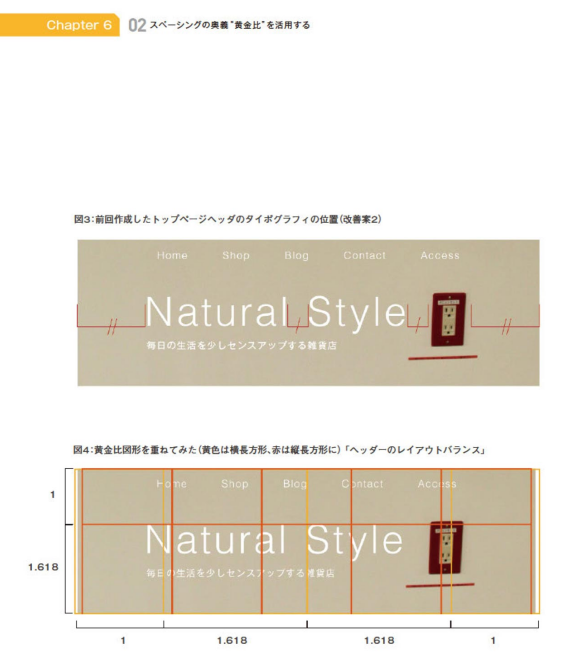 Chapter 6 02 スペーシングの奥義“黄金比”を活用する
図3:前回作成したトップページヘッダのタイポグラフィの位置(改善案2)
Home Shop Blog Contact Access
Natural Style
毎日の生活を少しセンスアップする雑貨店
図4:黄金比図形を重ねてみた(黄色は横長方形、赤は縦長方形に)「ヘッダーのレイアウトバランス」
Home Shop Blog Contact Access
1
Natural Style
1.618
毎日の生活を少しセンスアップする雑貨店
1 1.618 1.618 1